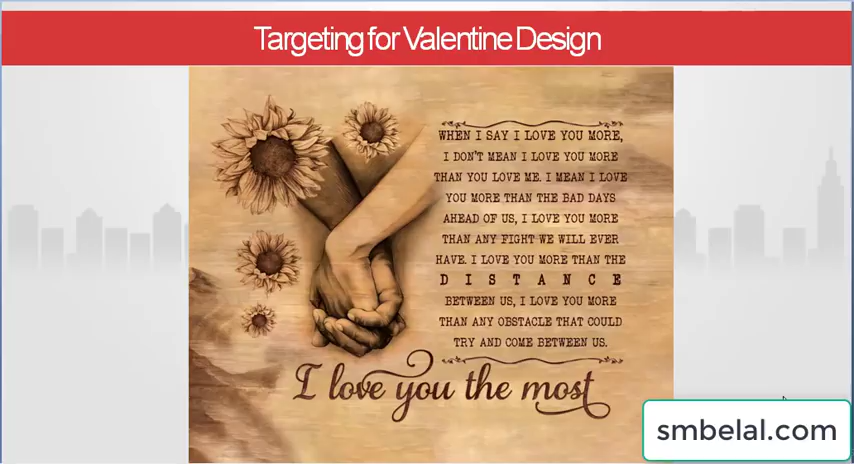 Targeting for Valentine Design
WHEN I SAY I LOVE YOU MORE,
I DON'T MEAN I LOVE YOU MORE
THAN YOU LOVE ME. I MEAN I LOVE
YOU MORE THAN THE BAD DAYS
AHEAD OF US, I LOVE YOU MORE
THAN ANY FIGHT WE WILL EVER
HAVE. I LOVE YOU MORE THAN THE
D I S T A N C E
BETWEEN US, I LOVE YOU MORE
THAN ANY OBSTACLE THAT COULD
TRY AND COME BETWEEN US.
I love you the most
smbelal.com